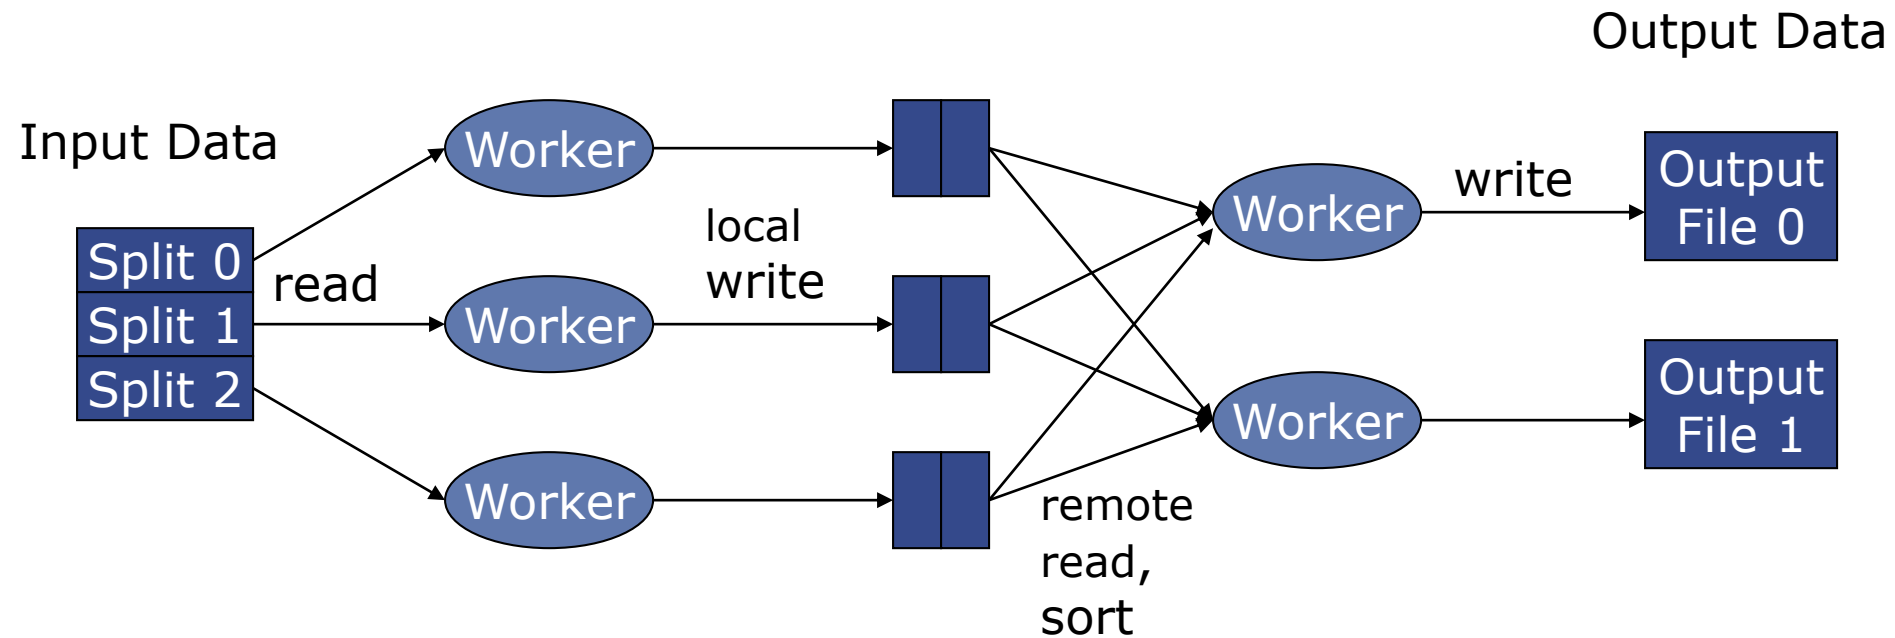 Output Data
Input Data
Worker
Worker
Worker
Split 0
Split 1
Split 2
read
local
write
Worker
Worker
remote
read,
sort
write
Output
File 0
Output
File 1